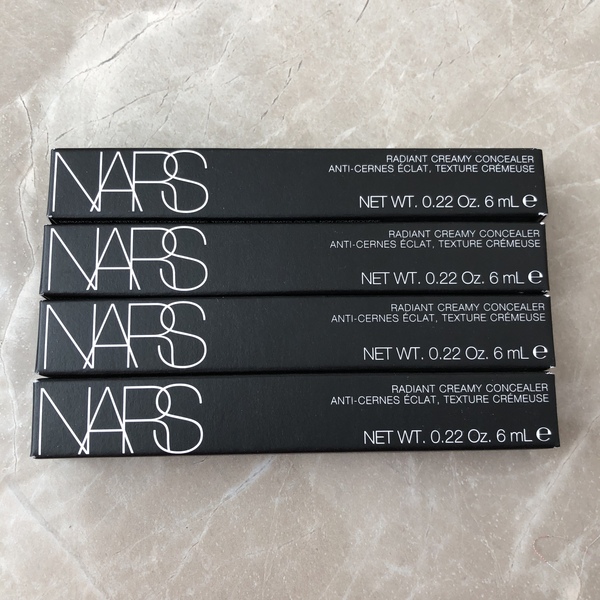 NARS
RADIANT CREAMY CONCEALER
ANTI-CERNES ÉCLAT, TEXTURE CRÉMEUSE
NET WT. 0.22 Oz. 6 mL ℮
NARS
RADIANT CREAMY CONCEALER
ANTI-CERNES ÉCLAT, TEXTURE CRÉMEUSE
NET WT. 0.22 Oz. 6 mL ℮
NARS
RADIANT CREAMY CONCEALER
ANTI-CERNES ÉCLAT, TEXTURE CRÉMEUSE
NET WT. 0.22 Oz. 6 mL ℮
NARS
RADIANT CREAMY CONCEALER
ANTI-CERNES ÉCLAT, TEXTURE CRÉMEUSE
NET WT. 0.22 Oz. 6 mL ℮